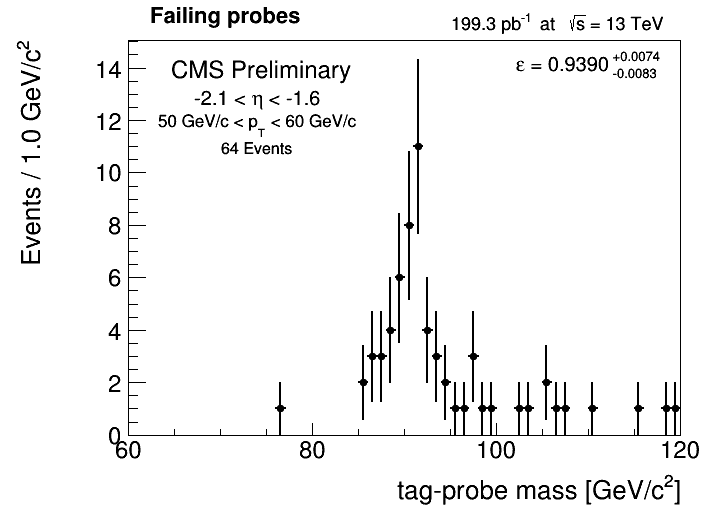 Failing probes
199.3 pb-1 at √s = 13 TeV
Events / 1.0 GeV/c2
CMS Preliminary
-2.1 < η < -1.6
50 GeV/c < pT < 60 GeV/c
64 Events
ε = 0.9390 +0.0074 -0.0083
14
12
10
8
6
4
2
0
60 80 100 120
tag-probe mass [GeV/c2]